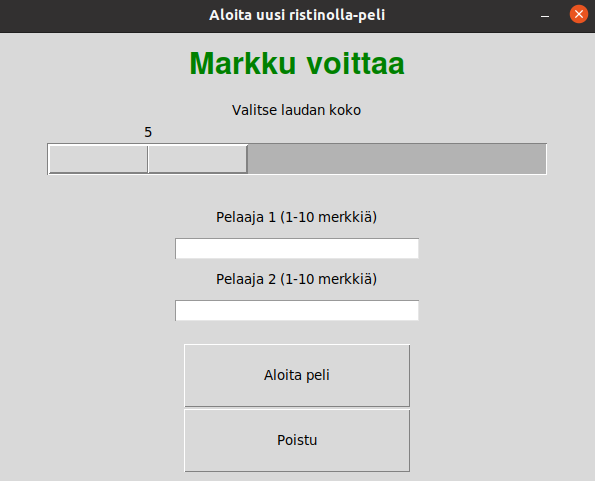 Aloita uusi ristinolla-peli
Markku voittaa
Valitse laudan koko
5
Pelaaja 1 (1-10 merkkiä)
Pelaaja 2 (1-10 merkkiä)
Aloita peli
Poistu